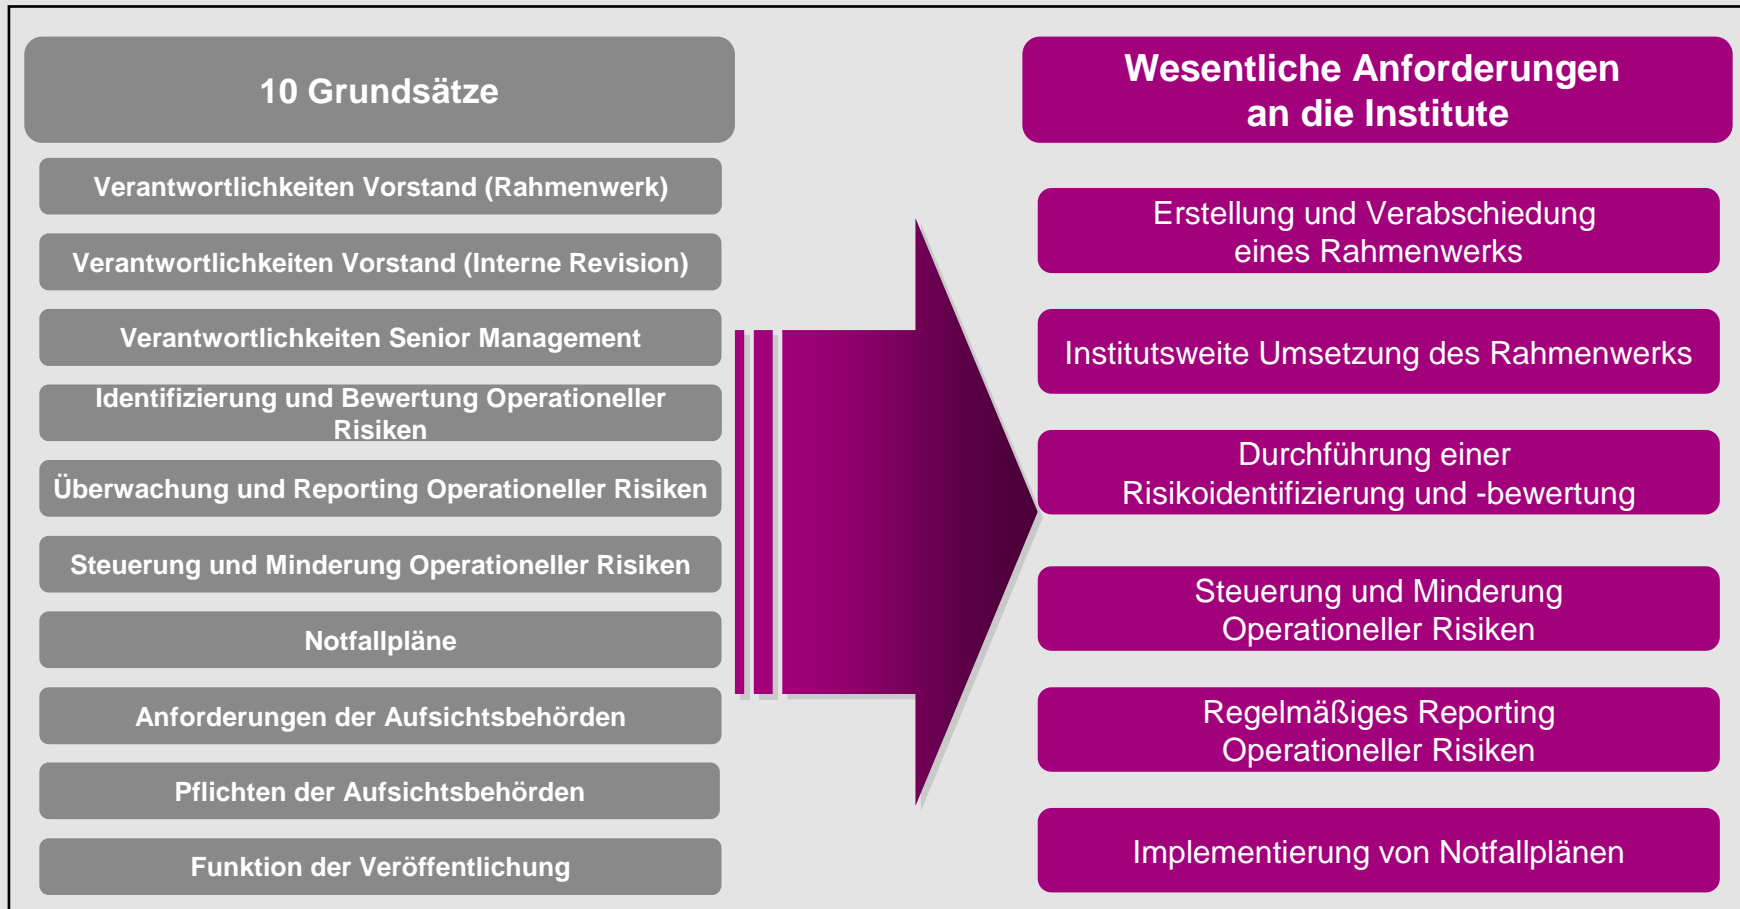 10 Grundsätze
Verantwortlichkeiten Vorstand (Rahmenwerk)
Verantwortlichkeiten Vorstand (Interne Revision)
Verantwortlichkeiten Senior Management
Identifizierung und Bewertung Operationeller
Risiken
Überwachung und Reporting Operationeller Risiken
Steuerung und Minderung Operationeller Risiken
Notfallpläne
Anforderungen der Aufsichtsbehörden
Pflichten der Aufsichtsbehörden
Funktion der Veröffentlichung
Wesentliche Anforderungen
an die Institute
Erstellung und Verabschiedung
eines Rahmenwerks
Institutsweite Umsetzung des Rahmenwerks
Durchführung einer
Risikoidentifizierung und -bewertung
Steuerung und Minderung
Operationeller Risiken
Regelmäßiges Reporting
Operationeller Risiken
Implementierung von Notfallplänen